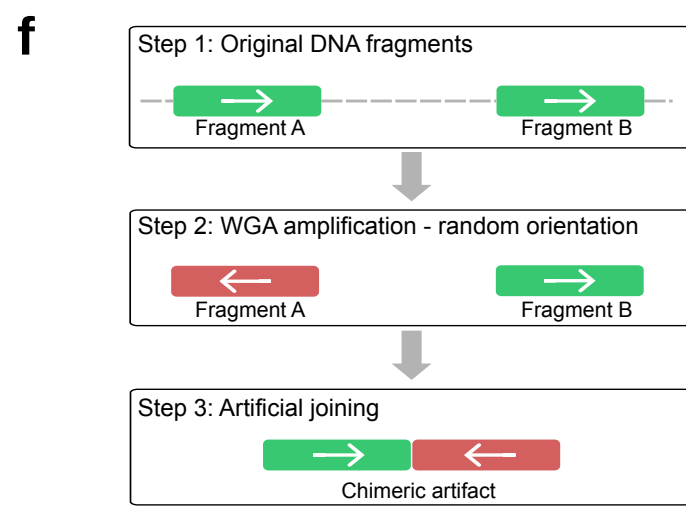 f
Step 1: Original DNA fragments
Fragment A
Fragment B
Step 2: WGA amplification - random orientation
Fragment A
Fragment B
Step 3: Artificial joining
Chimeric artifact